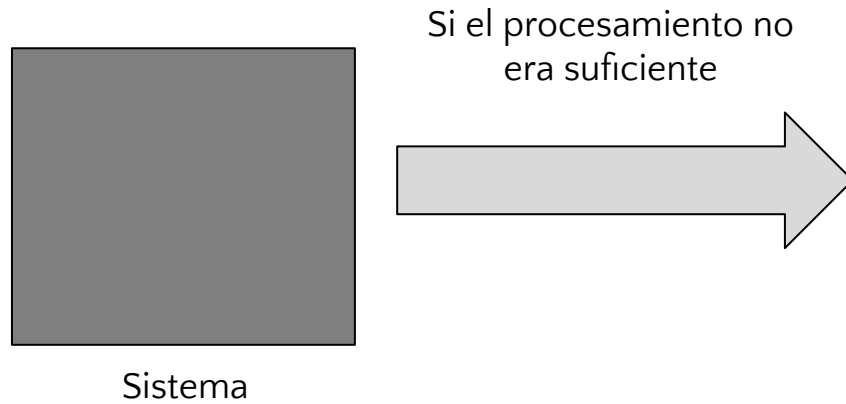 Si el procesamiento no
era suficiente
Sistema